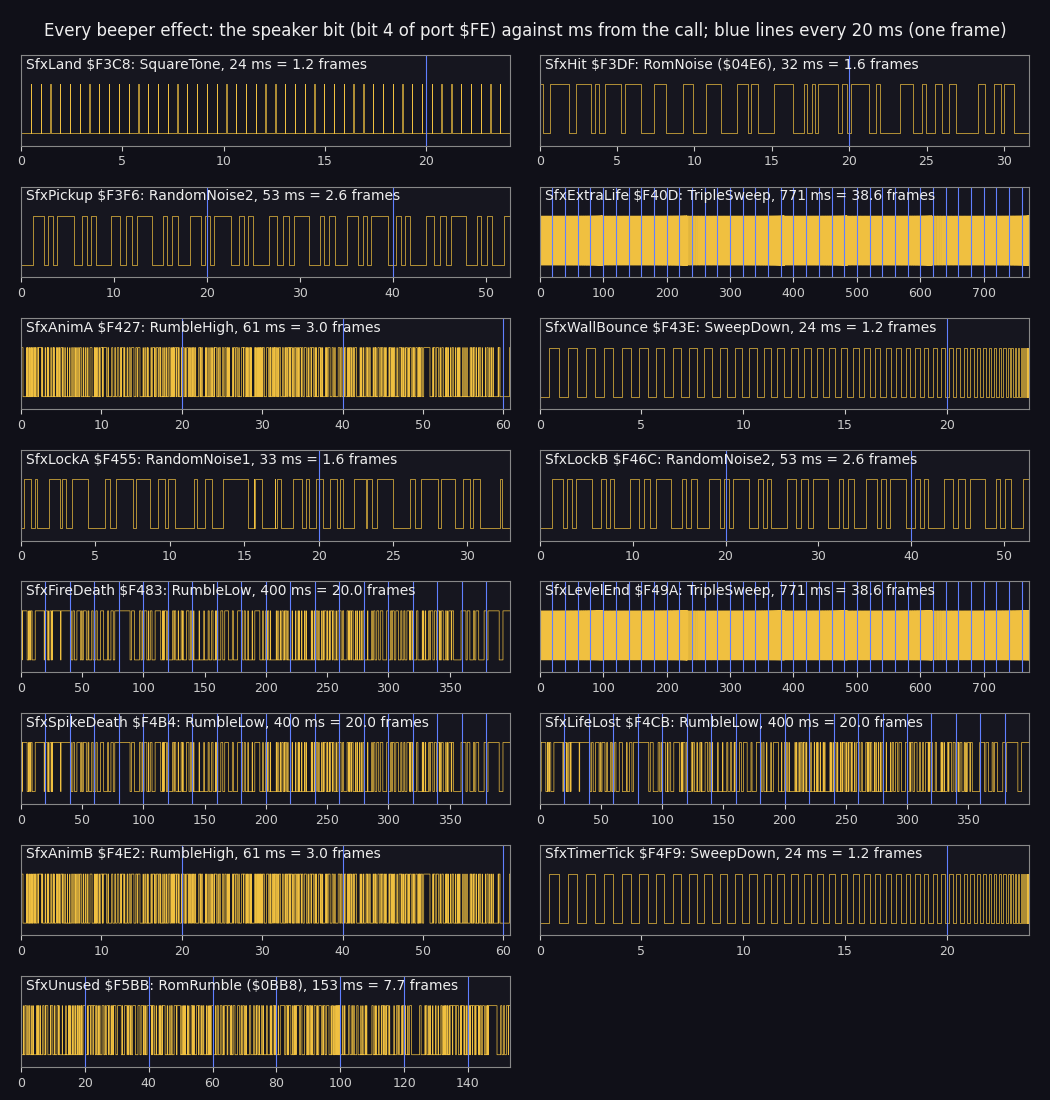 Every beeper effect: the speaker bit (bit 4 of port $FE) against ms from the call; blue lines every 20 ms (one frame)
SfxLand $F3C8: SquareTone, 24 ms = 1.2 frames
0 5 10 15 20
SfxHit $F3DF: RomNoise ($04E6), 32 ms = 1.6 frames
0 5 10 15 20 25 30
SfxPickup $F3F6: RandomNoise2, 53 ms = 2.6 frames
0 10 20 30 40 50
SfxExtraLife $F40D: TripleSweep, 771 ms = 38.6 frames
0 100 200 300 400 500 600 700
SfxAnimA $F427: RumbleHigh, 61 ms = 3.0 frames
0 10 20 30 40 50 60
SfxWallBounce $F43E: SweepDown, 24 ms = 1.2 frames
0 5 10 15 20
SfxLockA $F455: RandomNoise1, 33 ms = 1.6 frames
0 5 10 15 20 25 30
SfxLockB $F46C: RandomNoise2, 53 ms = 2.6 frames
0 10 20 30 40 50
SfxFireDeath $F483: RumbleLow, 400 ms = 20.0 frames
0 50 100 150 200 250 300 350
SfxLevelEnd $F49A: TripleSweep, 771 ms = 38.6 frames
0 100 200 300 400 500 600 700
SfxSpikeDeath $F4B4: RumbleLow, 400 ms = 20.0 frames
0 50 100 150 200 250 300 350
SfxLifeLost $F4CB: RumbleLow, 400 ms = 20.0 frames
0 50 100 150 200 250 300 350
SfxAnimB $F4E2: RumbleHigh, 61 ms = 3.0 frames
0 10 20 30 40 50 60
SfxTimerTick $F4F9: SweepDown, 24 ms = 1.2 frames
0 5 10 15 20
SfxUnused $F5BB: RomRumble ($0BB8), 153 ms = 7.7 frames
0 20 40 60 80 100 120 140